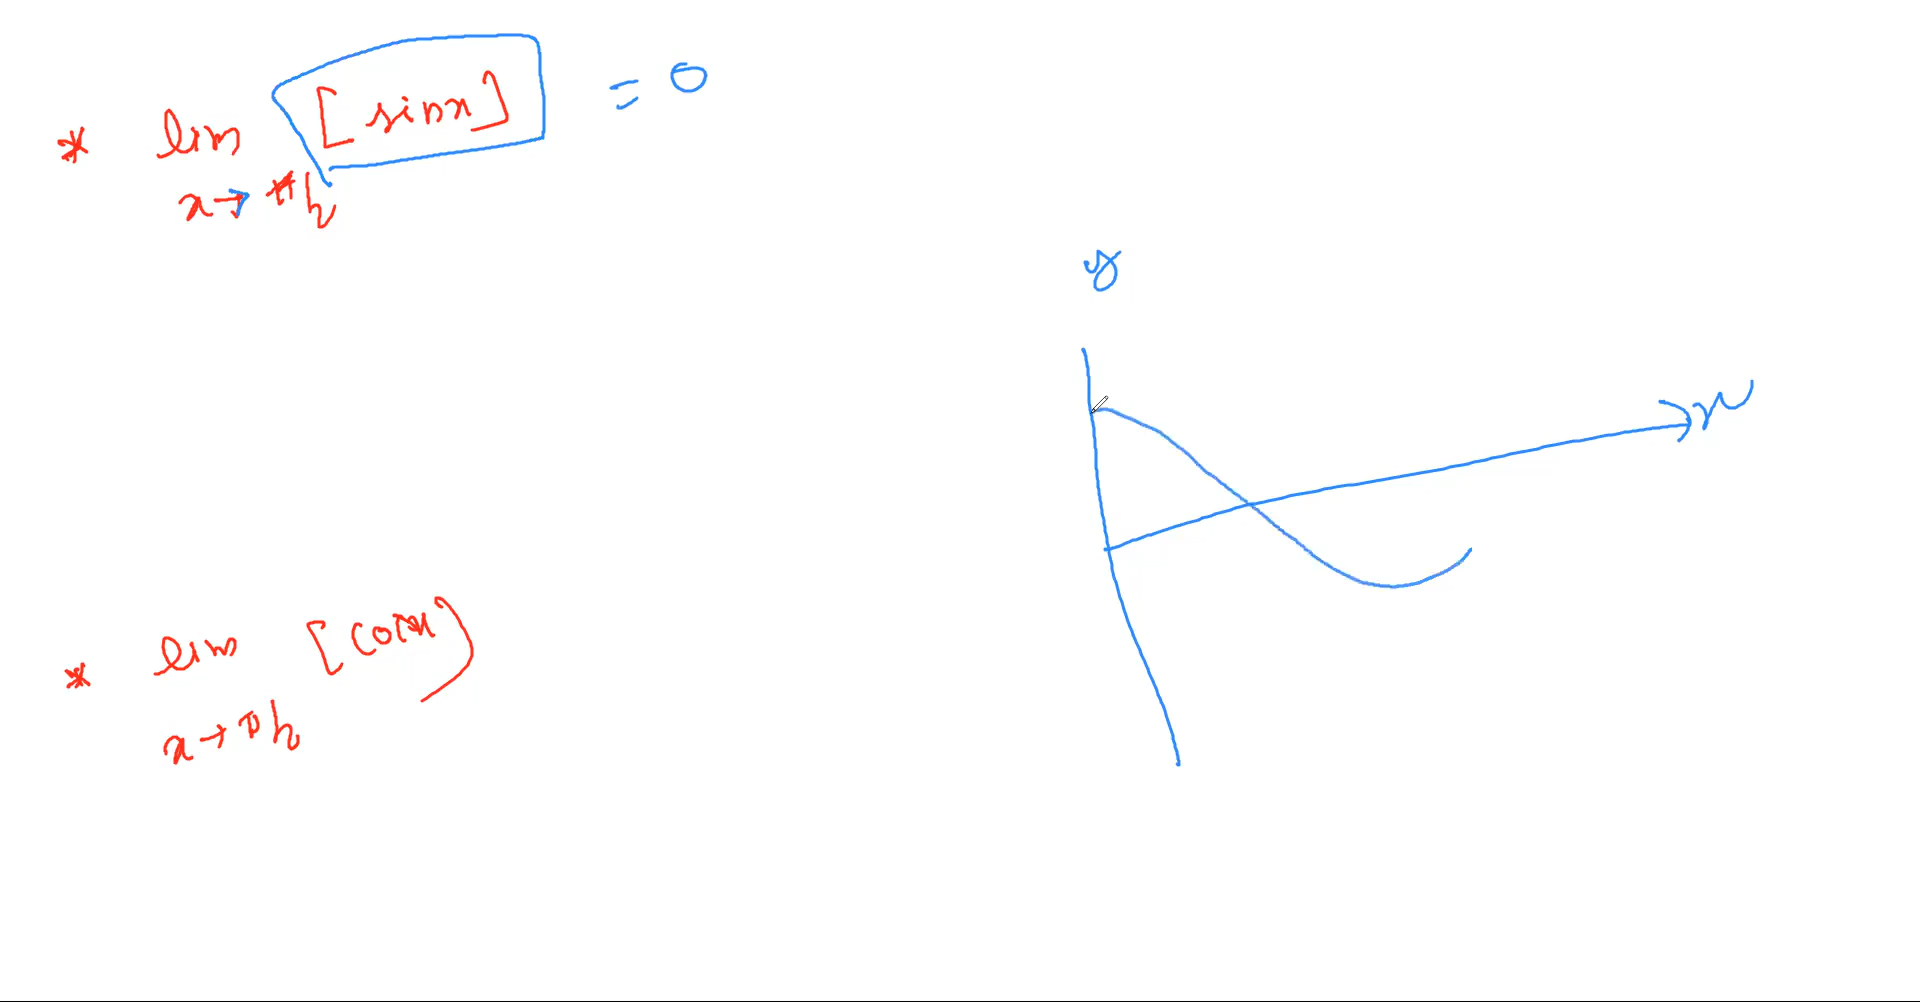 * lim [sinx] = 0
x→π/2
y
x
* lim [cosx]
x→π/2